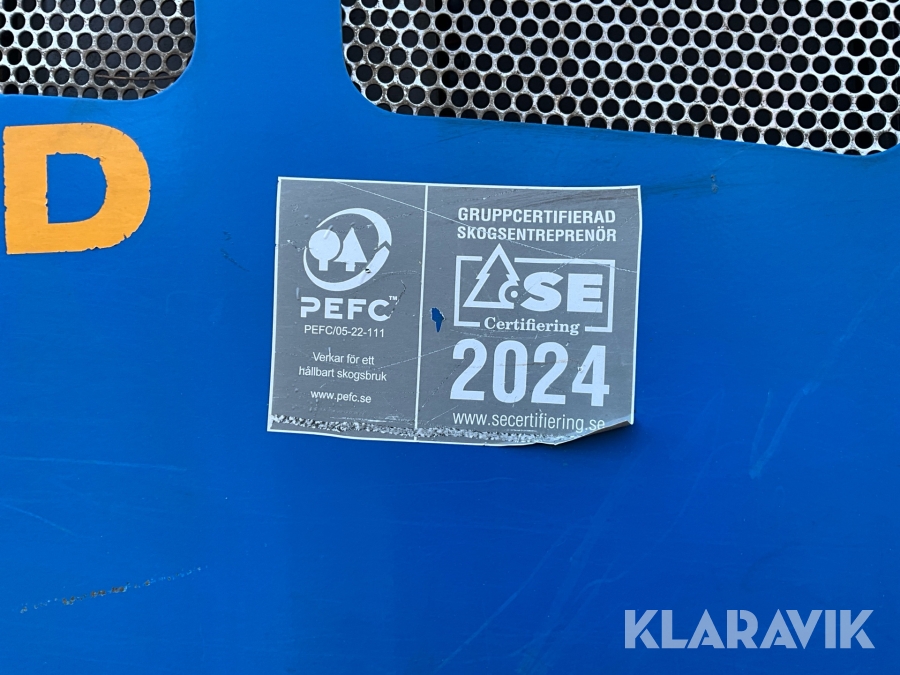 D
PEFC™
PEFC/05-22-111
Verkar för ett
hållbart skogsbruk
www.pefc.se
GRUPPCERTIFIERAD
SKOGSENTREPRENÖR
SE
Certifiering
2024
www.secertifiering.se
KLARAVIK